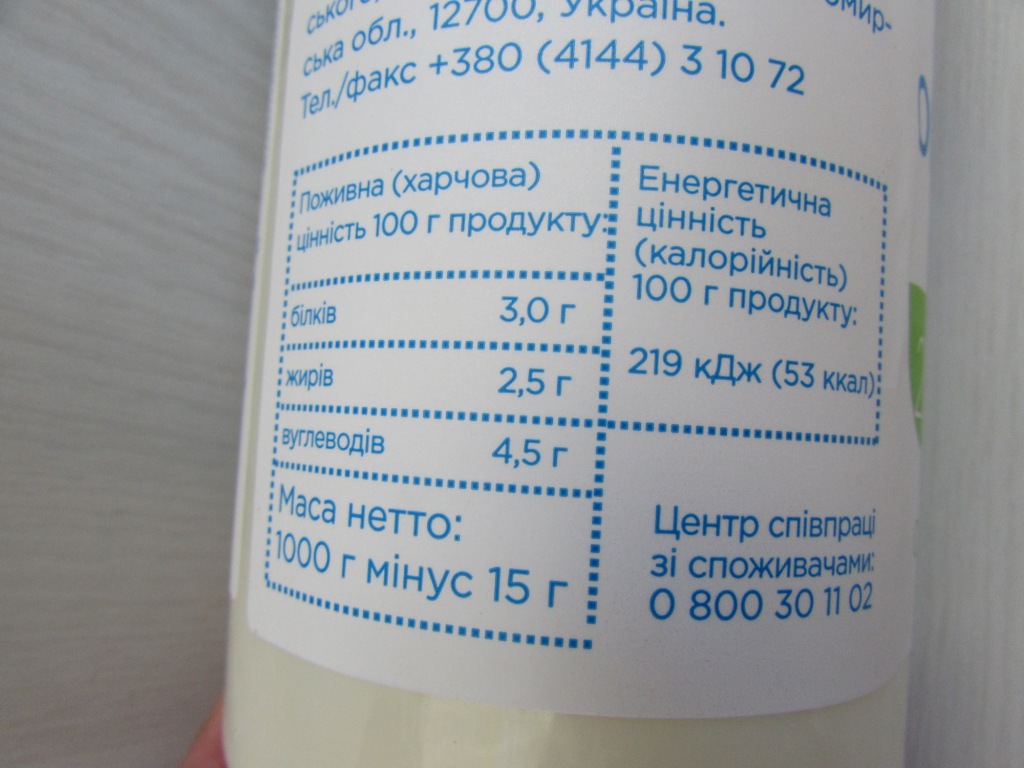 ська обл., 12700, Україна.
Тел./факс +380 (4144) 3 10 72
Поживна (харчова)
цінність 100 г продукту:
білків 3,0 г
жирів 2,5 г
вуглеводів 4,5 г
Маса нетто:
1000 г мінус 15 г
Енергетична
цінність
(калорійність)
100 г продукту:
219 кДж (53 ккал)
Центр співпраці
зі споживачами:
0 800 30 11 02